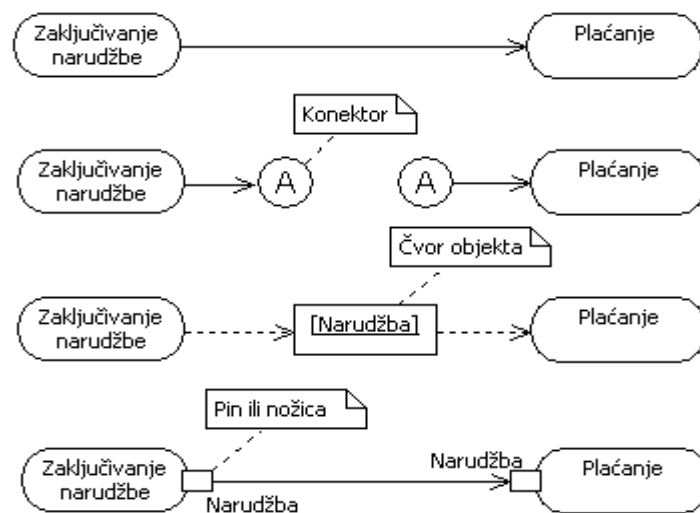 Zaključivanje
narudžbe
Plaćanje
Konektor
Zaključivanje
narudžbe
A
A
Plaćanje
Čvor objekta
Zaključivanje
narudžbe
[Narudžba]
Plaćanje
Pin ili nožica
Zaključivanje
narudžbe
Narudžba
Narudžba
Plaćanje